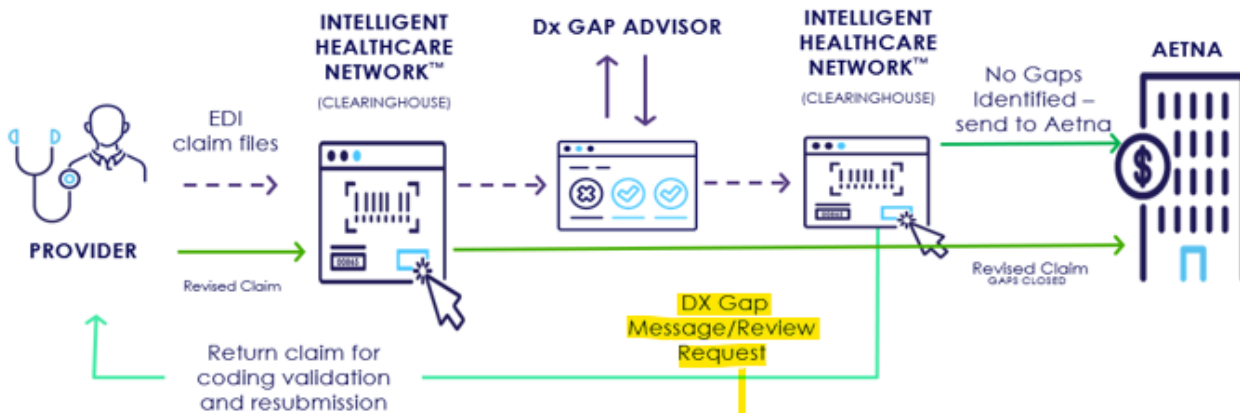 INTELLIGENT
HEALTHCARE
NETWORK™
(CLEARINGHOUSE)
Dx GAP ADVISOR
INTELLIGENT
HEALTHCARE
NETWORK™
(CLEARINGHOUSE)
AETNA
No Gaps
Identified –
send to Aetna
EDI
claim files
$
PROVIDER
00865
00865
Revised Claim
Revised Claim
GAPS CLOSED
DX Gap
Message/Review
Request
Return claim for
coding validation
and resubmission